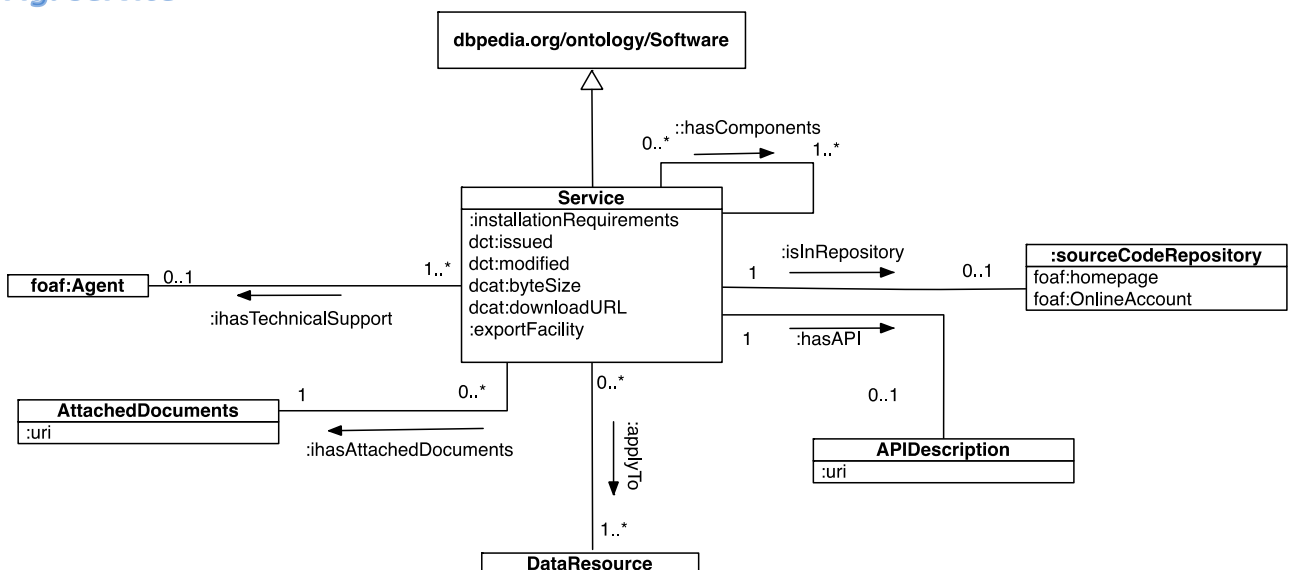 dbpedia.org/ontology/Software
::hasComponents
0..*
1..*
Service
:installationRequirements
dct:issued
dct:modified
dcat:byteSize
dcat:downloadURL
:exportFacility
foaf:Agent
0..1
1..*
:ihasTechnicalSupport
:isInRepository
1
0..1
:sourceCodeRepository
foaf:homepage
foaf:OnlineAccount
1
:hasAPI
0..1
APIDescription
:uri
AttachedDocuments
:uri
1
0..*
:ihasAttachedDocuments
0..*
:applyTo
1..*
DataResource